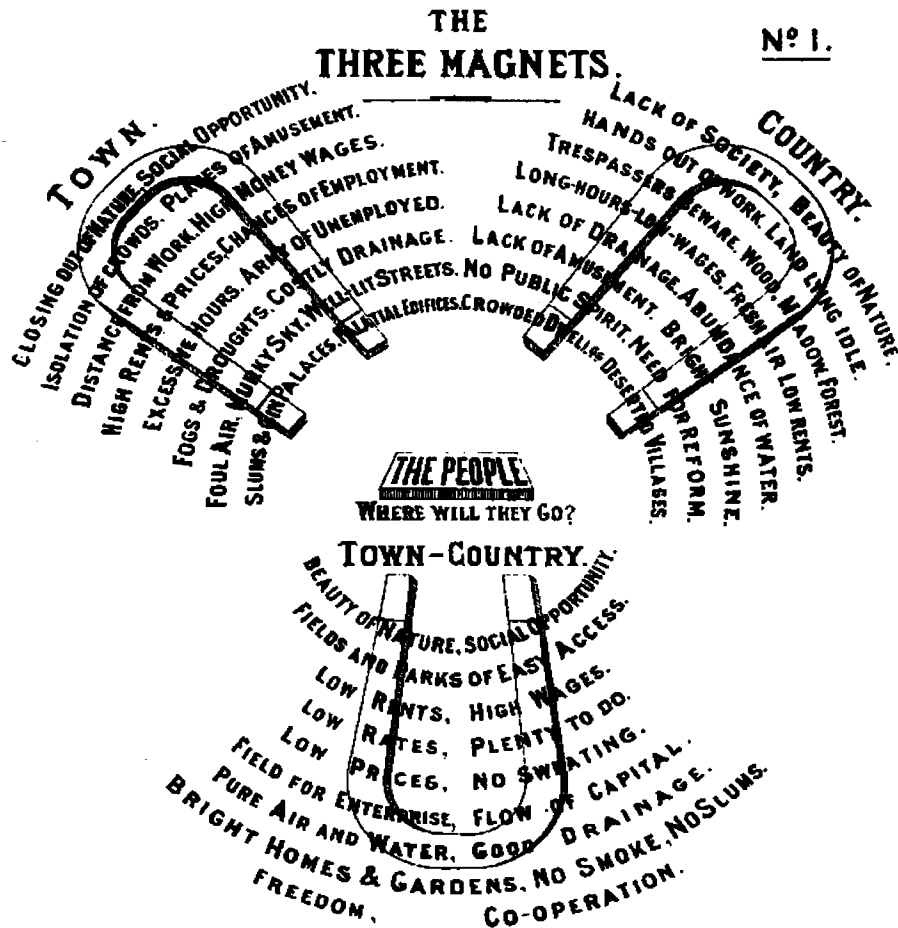 THE
THREE MAGNETS.
Nº 1.
TOWN.
CLOSING OUT OF NATURE. SOCIAL OPPORTUNITY.
ISOLATION OF CROWDS. PLACES OF AMUSEMENT.
DISTANCE FROM WORK. HIGH MONEY WAGES.
HIGH RENTS & PRICES. CHANCES OF EMPLOYMENT.
EXCESSIVE HOURS. ARMY OF UNEMPLOYED.
FOGS & DROUGHTS. COSTLY DRAINAGE.
FOUL AIR. MURKY SKY. WELL-LIT STREETS.
SLUMS & GIN PALACES. PALATIAL EDIFICES.
COUNTRY.
LACK OF SOCIETY. BEAUTY OF NATURE.
HANDS OUT OF WORK. LAND LYING IDLE.
TRESPASSERS BEWARE. WOOD, MEADOW, FOREST.
LONG-HOURS-LOW-WAGES. FRESH AIR LOW RENTS.
LACK OF DRAINAGE. ABUNDANCE OF WATER.
LACK OF AMUSEMENT. BRIGHT SUNSHINE.
NO PUBLIC SPIRIT. NEED FOR REFORM.
CROWDED DWELLGS DESERTED VILLAGES.
THE PEOPLE
WHERE WILL THEY GO?
TOWN-COUNTRY.
BEAUTY OF NATURE, SOCIAL OPPORTUNITY.
FIELDS AND PARKS OF EASY ACCESS.
LOW RENTS, HIGH WAGES.
LOW RATES, PLENTY TO DO.
LOW PRICES, NO SWEATING.
FIELD FOR ENTERPRISE, FLOW OF CAPITAL.
PURE AIR AND WATER, GOOD DRAINAGE.
BRIGHT HOMES & GARDENS, NO SMOKE, NO SLUMS.
FREEDOM. CO-OPERATION.